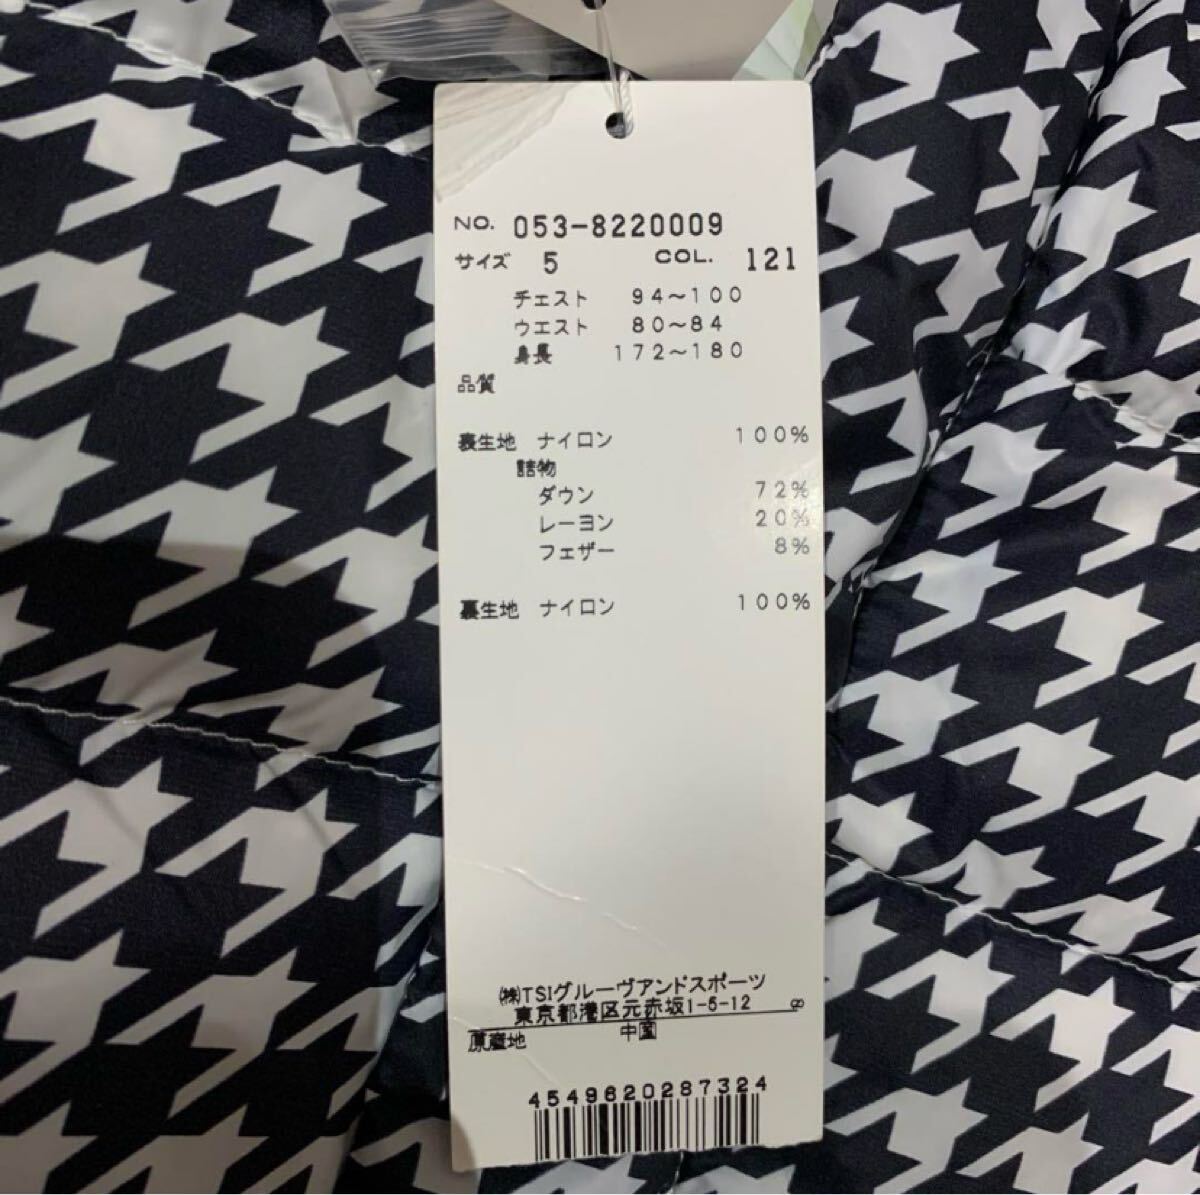 NO. 053-8220009
サイズ 5 COL. 121
チェスト 94～100
ウエスト 80～84
身長 172～180
品質
表生地 ナイロン 100%
詰物
ダウン 72%
レーヨン 20%
フェザー 8%
裏生地 ナイロン 100%
㈱TSIグルーヴアンドスポーツ
東京都港区元赤坂1-6-12 ∞
原産地 中国
4549620287324